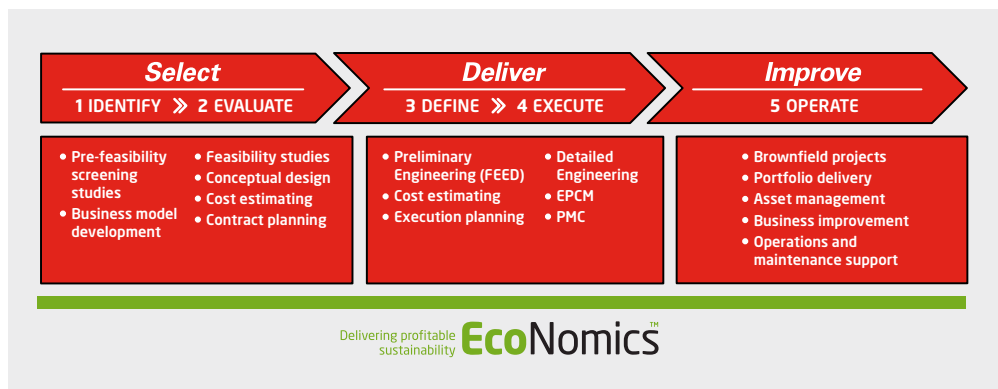 Select
1 IDENTIFY » 2 EVALUATE
• Pre-feasibility
screening
studies
• Business model
development
• Feasibility studies
• Conceptual design
• Cost estimating
• Contract planning
Deliver
3 DEFINE » 4 EXECUTE
• Preliminary
Engineering (FEED)
• Cost estimating
• Execution planning
• Detailed
Engineering
• EPCM
• PMC
Improve
5 OPERATE
• Brownfield projects
• Portfolio delivery
• Asset management
• Business improvement
• Operations and
maintenance support
Delivering profitable
sustainability
EcoNomics™